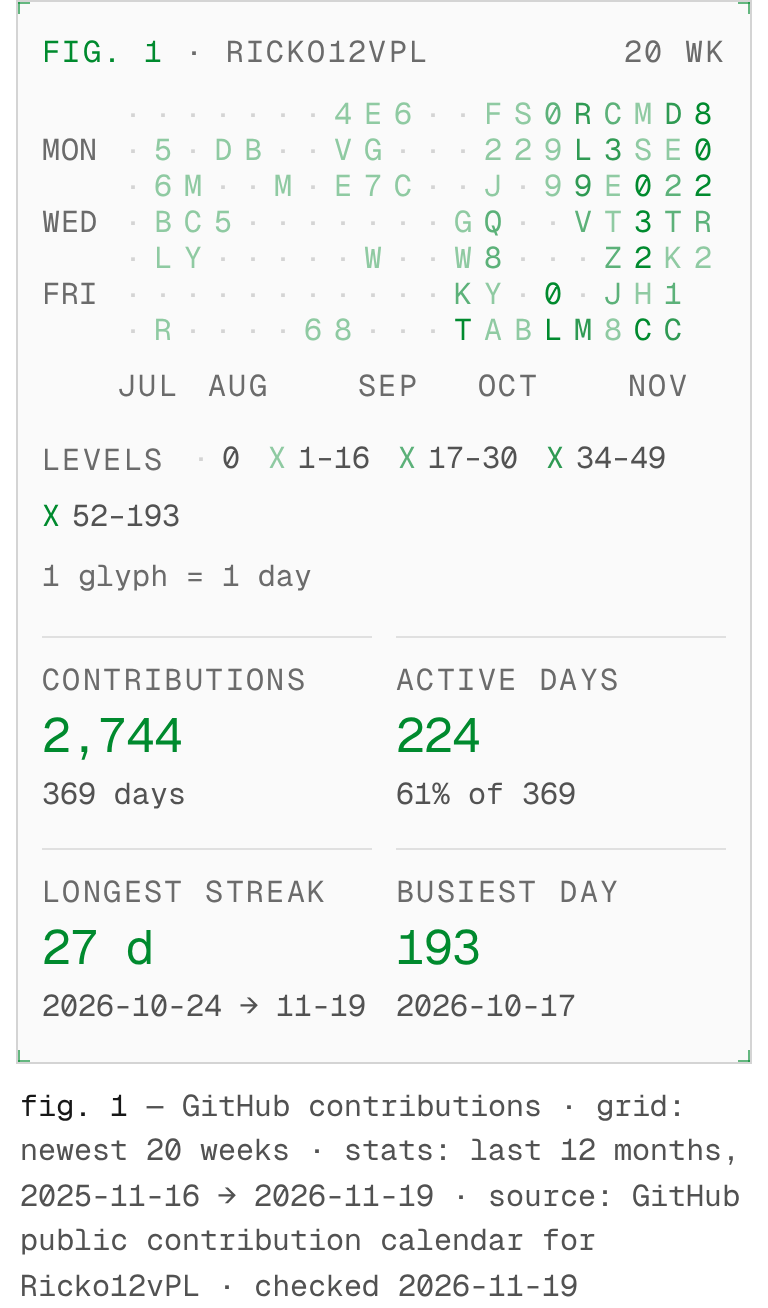 FIG. 1 · RICKO12VPL 20 WK
· · · · · · · 4 E 6 · · F S 0 R C M D 8
MON · 5 · D B · · V G · · · 2 2 9 L 3 S E 0
· 6 M · · M · E 7 C · · J · 9 9 E 0 2 2
WED · B C 5 · · · · · · · G Q · · V T 3 T R
· L Y · · · · · W · · W 8 · · · Z 2 K 2
FRI · · · · · · · · · · · K Y · 0 · J H 1
· R · · · · 6 8 · · · T A B L M 8 C C
JUL AUG SEP OCT NOV
LEVELS · 0 X 1–16 X 17–30 X 34–49
X 52–193
1 glyph = 1 day
CONTRIBUTIONS ACTIVE DAYS
2,744 224
369 days 61% of 369
LONGEST STREAK BUSIEST DAY
27 d 193
2026-10-24 → 11-19 2026-10-17
fig. 1 — GitHub contributions · grid:
newest 20 weeks · stats: last 12 months,
2025-11-16 → 2026-11-19 · source: GitHub
public contribution calendar for
Ricko12vPL · checked 2026-11-19